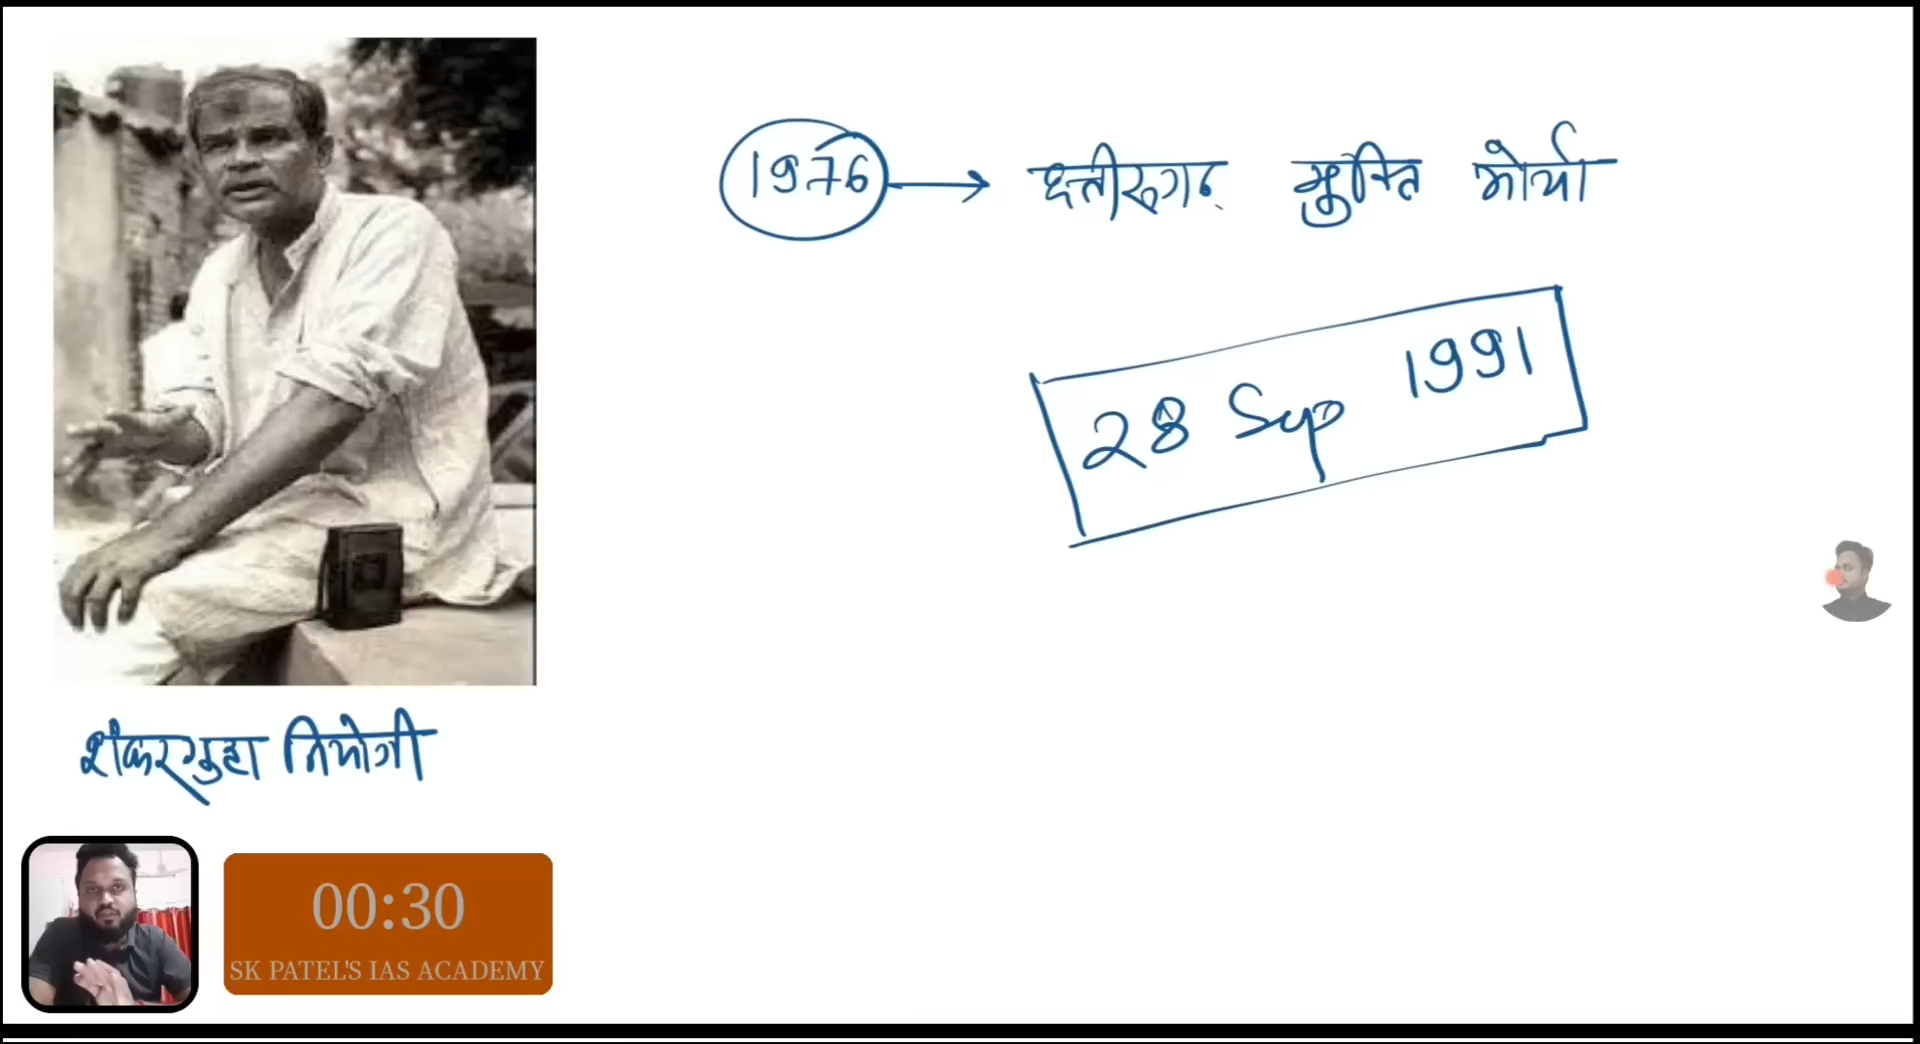 1976 → छत्तीसगढ़ मुक्ति मोर्चा
28 Sep 1991
शंकरगुहा नियोगी
00:30
SK PATEL'S IAS ACADEMY